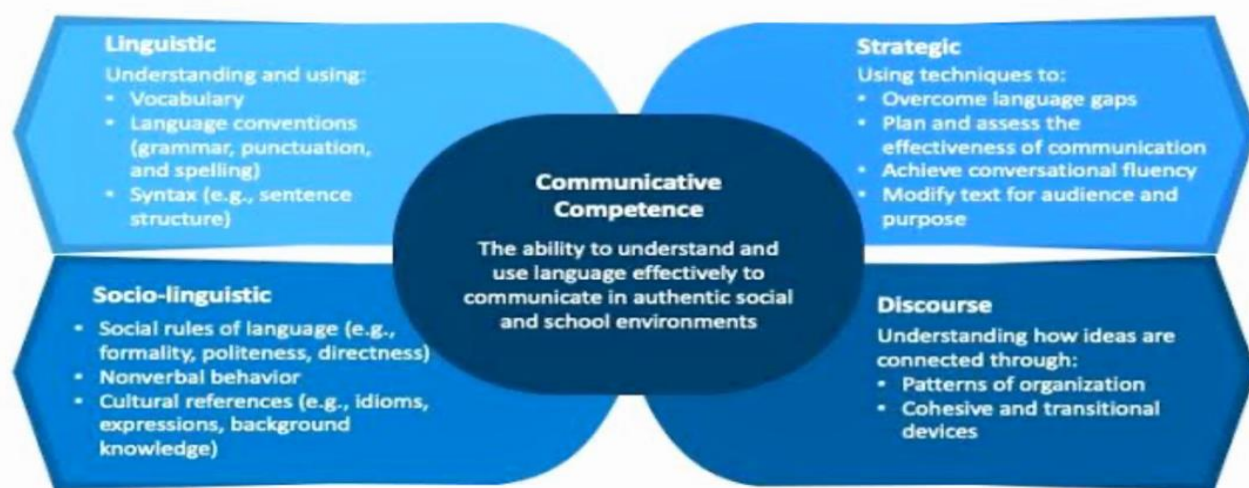 Linguistic
Understanding and using:
• Vocabulary
• Language conventions
(grammar, punctuation,
and spelling)
• Syntax (e.g., sentence
structure)
Strategic
Using techniques to:
• Overcome language gaps
• Plan and assess the
effectiveness of communication
• Achieve conversational fluency
• Modify text for audience and
purpose
Communicative
Competence
The ability to understand and
use language effectively to
communicate in authentic social
and school environments
Socio-linguistic
• Social rules of language (e.g.,
formality, politeness, directness)
• Nonverbal behavior
• Cultural references (e.g., idioms,
expressions, background
knowledge)
Discourse
Understanding how ideas are
connected through:
• Patterns of organization
• Cohesive and transitional
devices